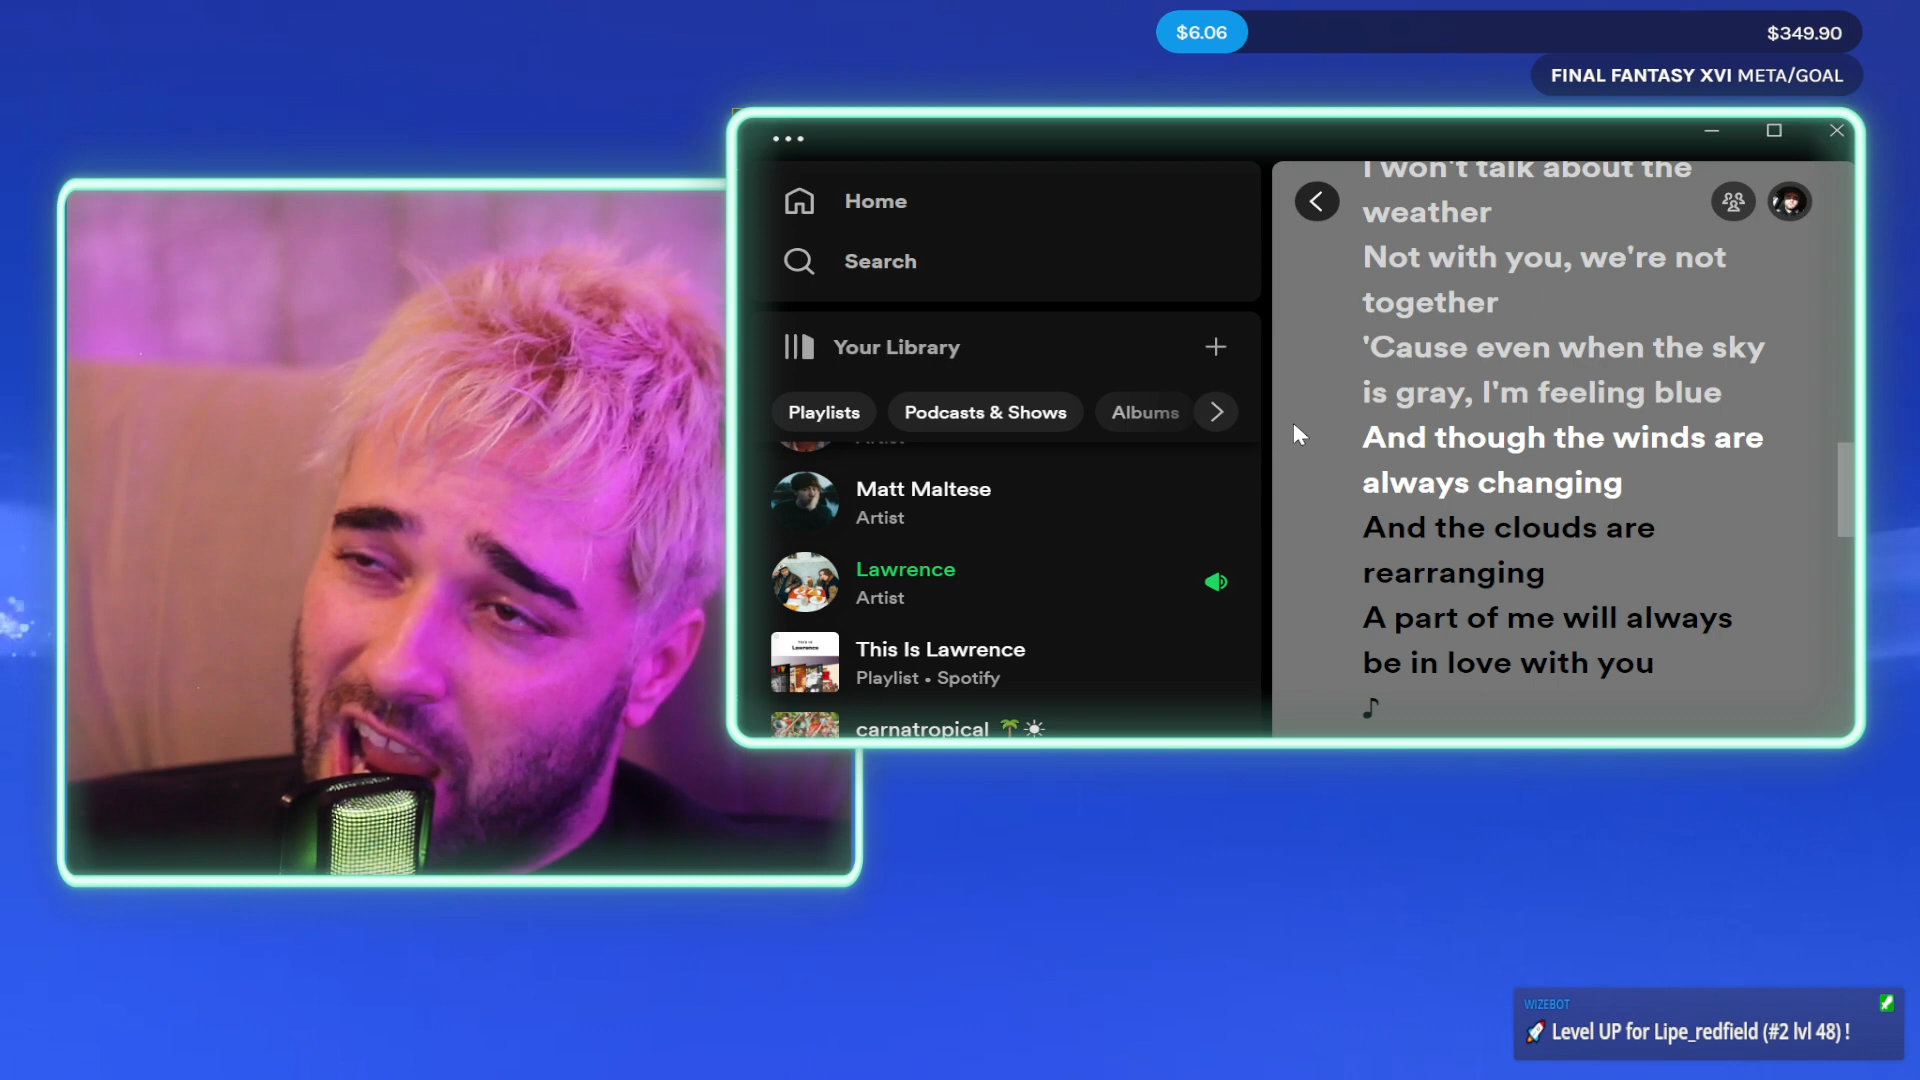 $6.06
$349.90
FINAL FANTASY XVI META/GOAL
Home
Search
Your Library
Playlists
Podcasts & Shows
Albums
Artist
Matt Maltese
Artist
Lawrence
Artist
THIS IS
Lawrence
This Is Lawrence
Playlist • Spotify
carnatropical 🌴☀
I won't talk about the
weather
Not with you, we're not
together
'Cause even when the sky
is gray, I'm feeling blue
And though the winds are
always changing
And the clouds are
rearranging
A part of me will always
be in love with you
♪
WIZEBOT
🚀 Level UP for Lipe_redfield (#2 lvl 48) !